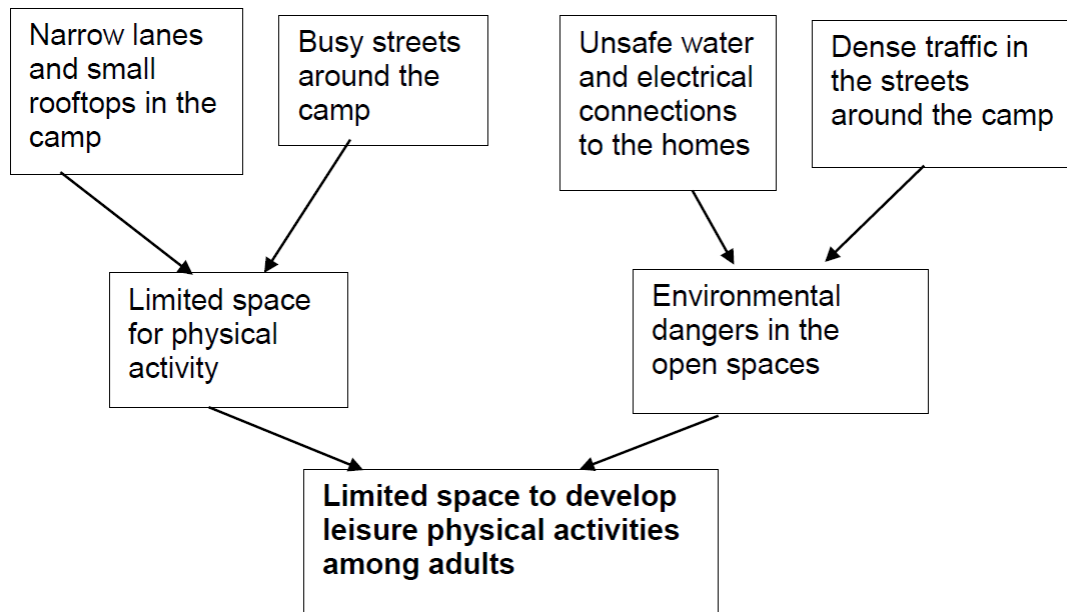 Narrow lanes
and small
rooftops in the
camp
Busy streets
around the
camp
Unsafe water
and electrical
connections
to the homes
Dense traffic in
the streets
around the camp
Limited space
for physical
activity
Environmental
dangers in the
open spaces
Limited space to develop
leisure physical activities
among adults